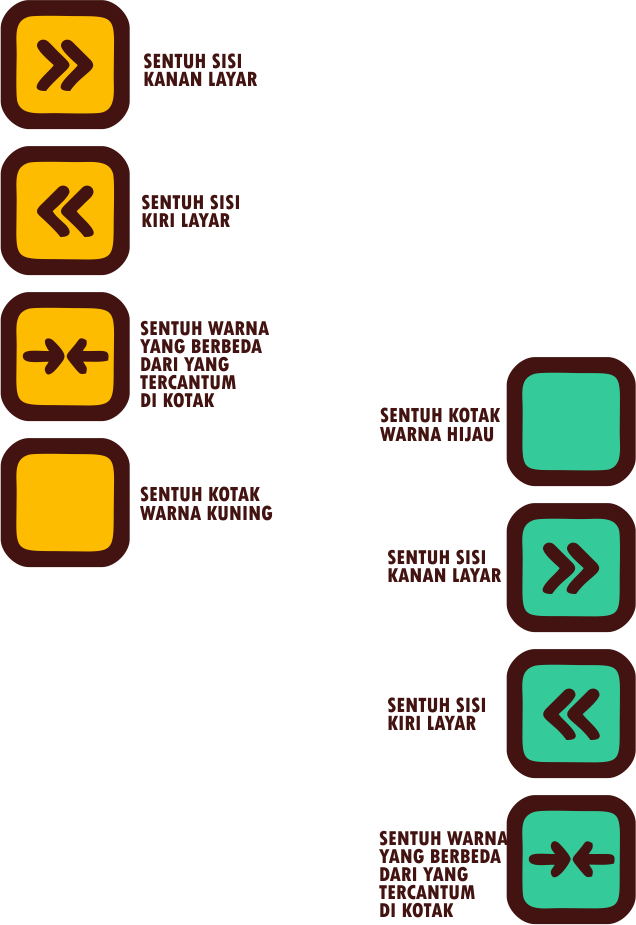 SENTUH SISI
KANAN LAYAR
SENTUH SISI
KIRI LAYAR
SENTUH WARNA
YANG BERBEDA
DARI YANG
TERCANTUM
DI KOTAK
SENTUH KOTAK
WARNA KUNING
SENTUH KOTAK
WARNA HIJAU
SENTUH SISI
KANAN LAYAR
SENTUH SISI
KIRI LAYAR
SENTUH WARNA
YANG BERBEDA
DARI YANG
TERCANTUM
DI KOTAK